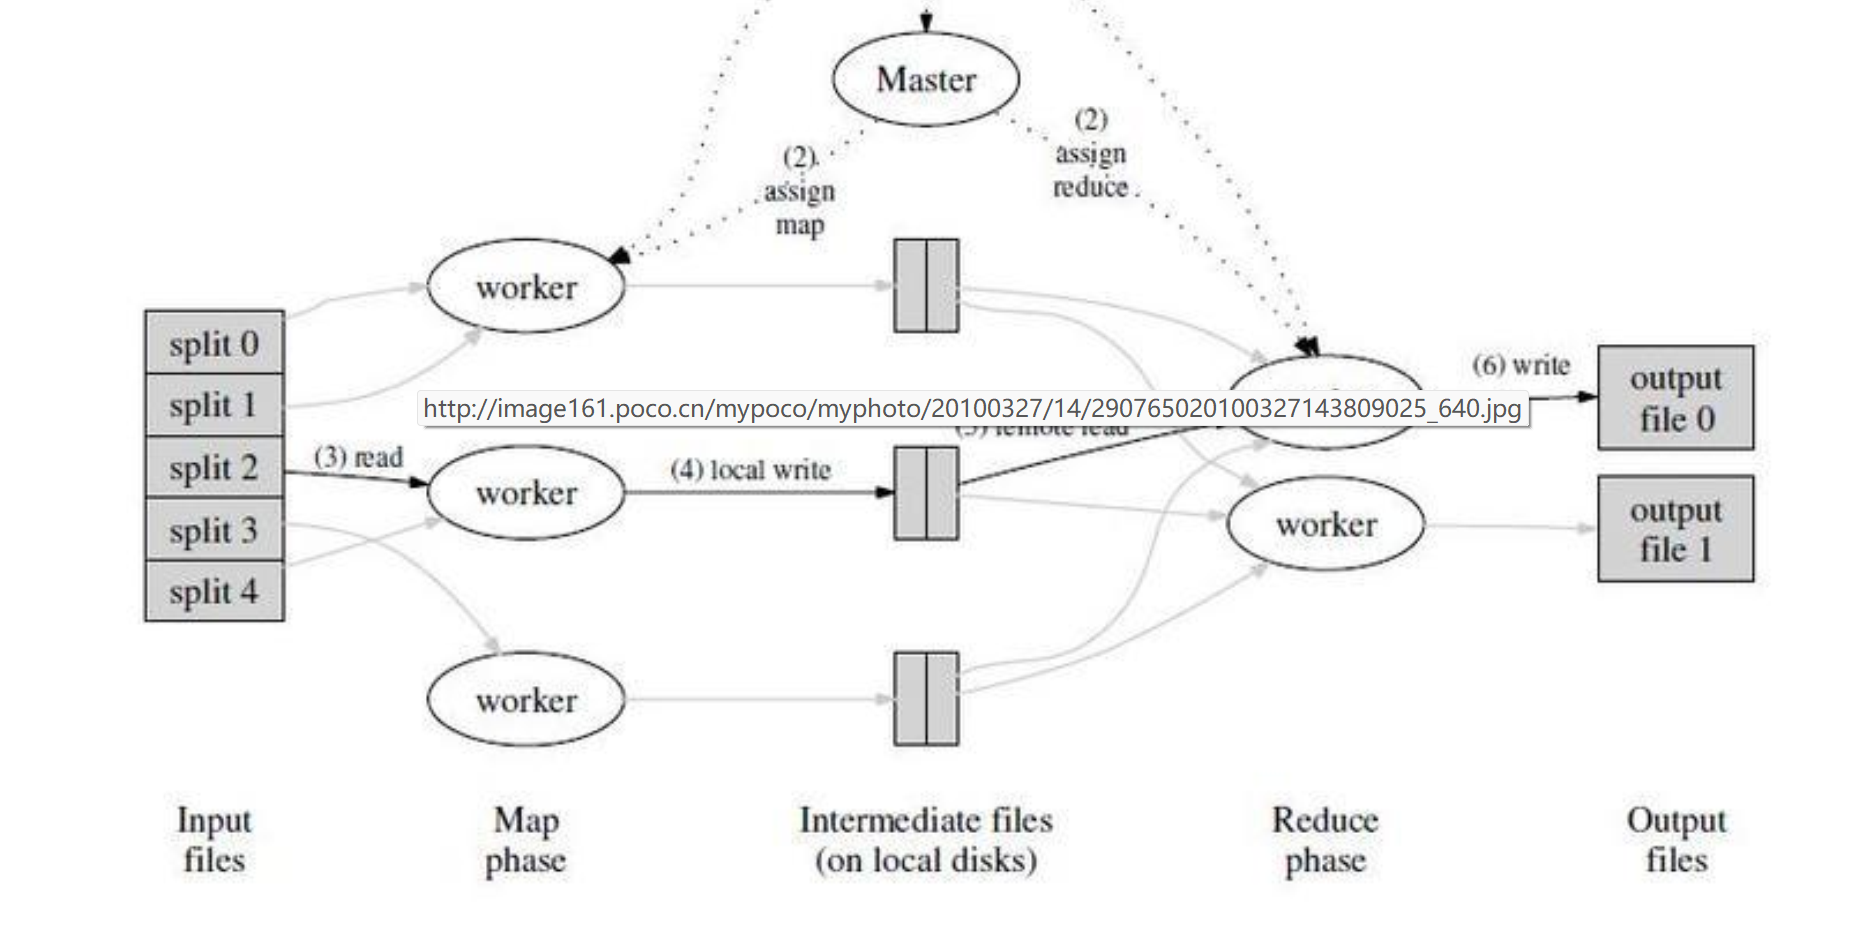 Master
(2)
assign
reduce
(2)
assign
map
worker
split 0
split 1
split 2
split 3
split 4
(3) read
worker
(4) local write
http://image161.poco.cn/mypoco/myphoto/20100327/14/290765020100327143809025_640.jpg
remote read
(6) write
output
file 0
worker
output
file 1
worker
Input
files
Map
phase
Intermediate files
(on local disks)
Reduce
phase
Output
files